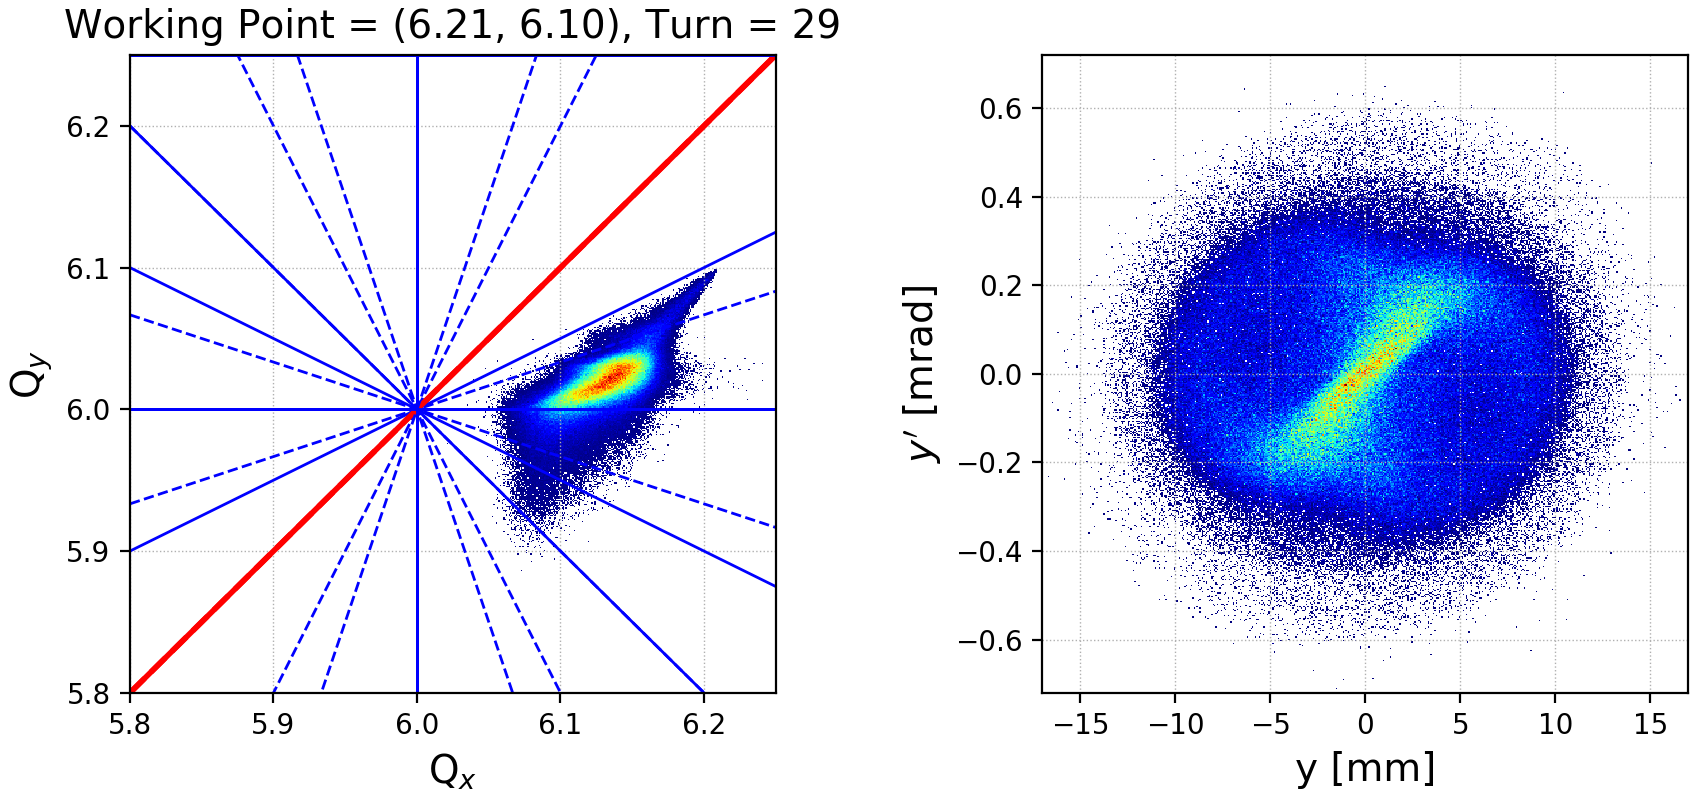 Working Point = (6.21, 6.10), Turn = 29
6.2
6.1
6.0
5.9
5.8
Q_y
5.8 5.9 6.0 6.1 6.2
Q_x
0.6
0.4
0.2
0.0
−0.2
−0.4
−0.6
y′ [mrad]
−15 −10 −5 0 5 10 15
y [mm]